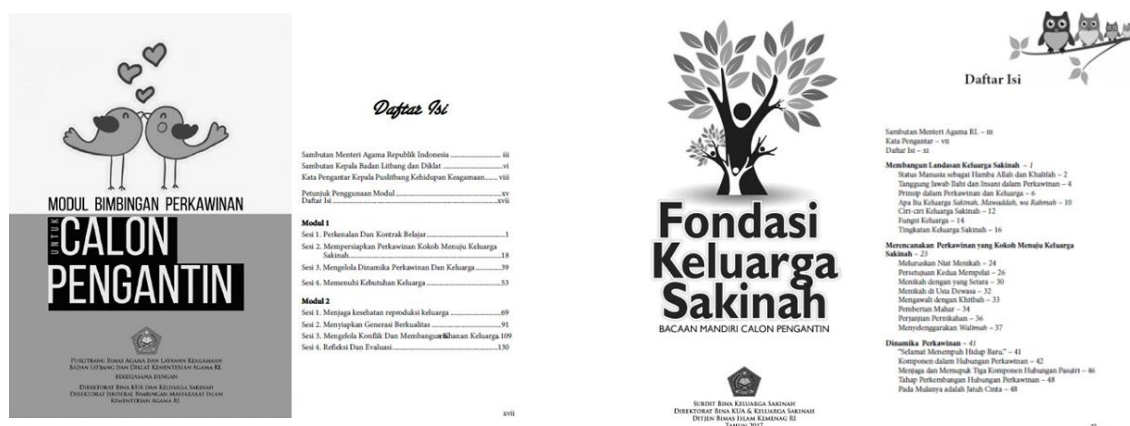 MODUL BIMBINGAN PERKAWINAN
UNTUK
CALON
PENGANTIN
PUSLITBANG BIMAS AGAMA DAN LAYANAN KEAGAMAAN
BADAN LITBANG DAN DIKLAT KEMENTERIAN AGAMA RI
BEKERJASAMA DENGAN
DIREKTORAT BINA KUA DAN KELUARGA SAKINAH
DIREKTORAT JENDERAL BIMBINGAN MASYARAKAT ISLAM
KEMENTERIAN AGAMA RI
Daftar Isi
Sambutan Menteri Agama Republik Indonesia ................... iii
Sambutan Kepala Badan Litbang dan Diklat ................... vi
Kata Pengantar Kepala Puslitbang Kehidupan Keagamaan....... viii
Petunjuk Penggunaan Modul ................... xv
Daftar Isi ................... xvii
Modul 1
Sesi 1. Perkenalan Dan Kontrak Belajar ................... 1
Sesi 2. Mempersiapkan Perkawinan Kokoh Menuju Keluarga
Sakinah ................... 18
Sesi 3. Mengelola Dinamika Perkawinan Dan Keluarga ................... 39
Sesi 4. Memenuhi Kebutuhan Keluarga ................... 53
Modul 2
Sesi 1. Menjaga kesehatan reproduksi keluarga ................... 69
Sesi 2. Menyiapkan Generasi Berkualitas ................... 91
Sesi 3. Mengelola Konflik Dan Membangun Keluarga 109
Sesi 4. Refleksi Dan Evaluasi ................... 130
xvii
Fondasi
Keluarga
Sakinah
BACAAN MANDIRI CALON PENGANTIN
SUBDIT BINA KELUARGA SAKINAH
DIREKTORAT BINA KUA & KELUARGA SAKINAH
DITJEN BIMAS ISLAM KEMENAG RI
TAHUN 2017
Daftar Isi
Sambutan Menteri Agama RI. – iii
Kata Pengantar – vii
Daftar Isi – xi
Membangun Landasan Keluarga Sakinah – 1
Status Manusia sebagai Hamba Allah dan Khalifah – 2
Tanggung Jawab Ilahi dan Insani dalam Perkawinan – 4
Prinsip dalam Perkawinan dan Keluarga – 6
Apa Itu Keluarga Sakinah, Mawaddah, wa Rahmah – 10
Ciri-ciri Keluarga Sakinah – 12
Fungsi Keluarga – 14
Tingkatan Keluarga Sakinah – 16
Merencanakan Perkawinan yang Kokoh Menuju Keluarga
Sakinah – 23
Meluruskan Niat Menikah – 24
Persetujuan Kedua Mempelai – 26
Menikah dengan yang Setara – 30
Menikah di Usia Dewasa – 32
Mengawali dengan Khitbah – 33
Pemberian Mahar – 34
Perjanjian Pernikahan – 36
Menyelenggarakan Walimah – 37
Dinamika Perkawinan – 41
"Selamat Menempuh Hidup Baru." – 41
Komponen dalam Hubungan Perkawinan – 42
Menjaga dan Memupuk Tiga Komponen Hubungan Pasutri – 46
Tahap Perkembangan Hubungan Perkawinan – 48
Pada Mulanya adalah Jatuh Cinta – 48